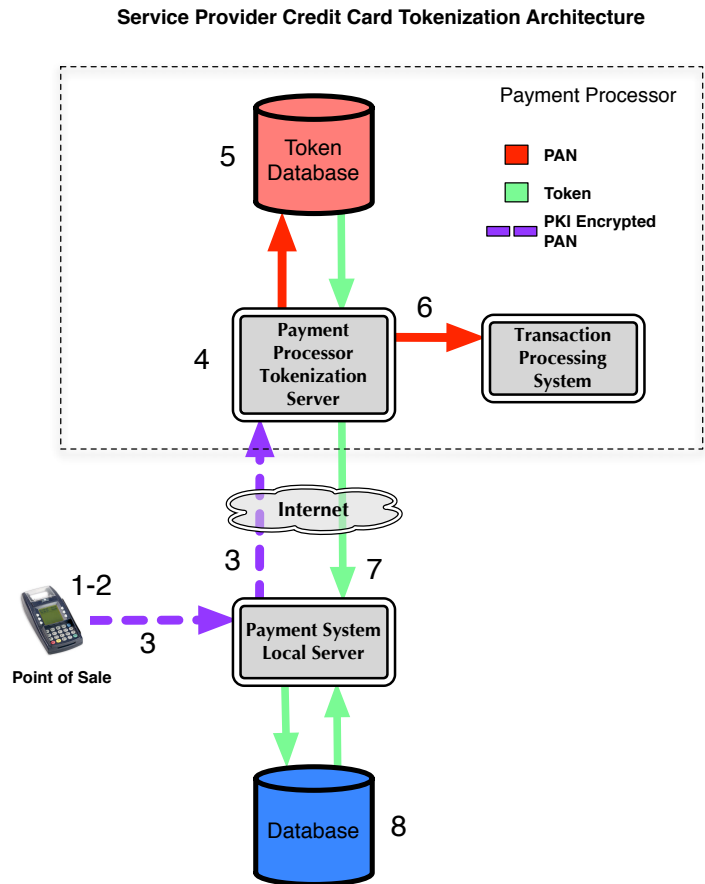 Service Provider Credit Card Tokenization Architecture
Payment Processor
PAN
Token
PKI Encrypted
PAN
5
Token
Database
6
4
Payment
Processor
Tokenization
Server
Transaction
Processing
System
Internet
3
7
1-2
3
Point of Sale
Payment System
Local Server
Database
8